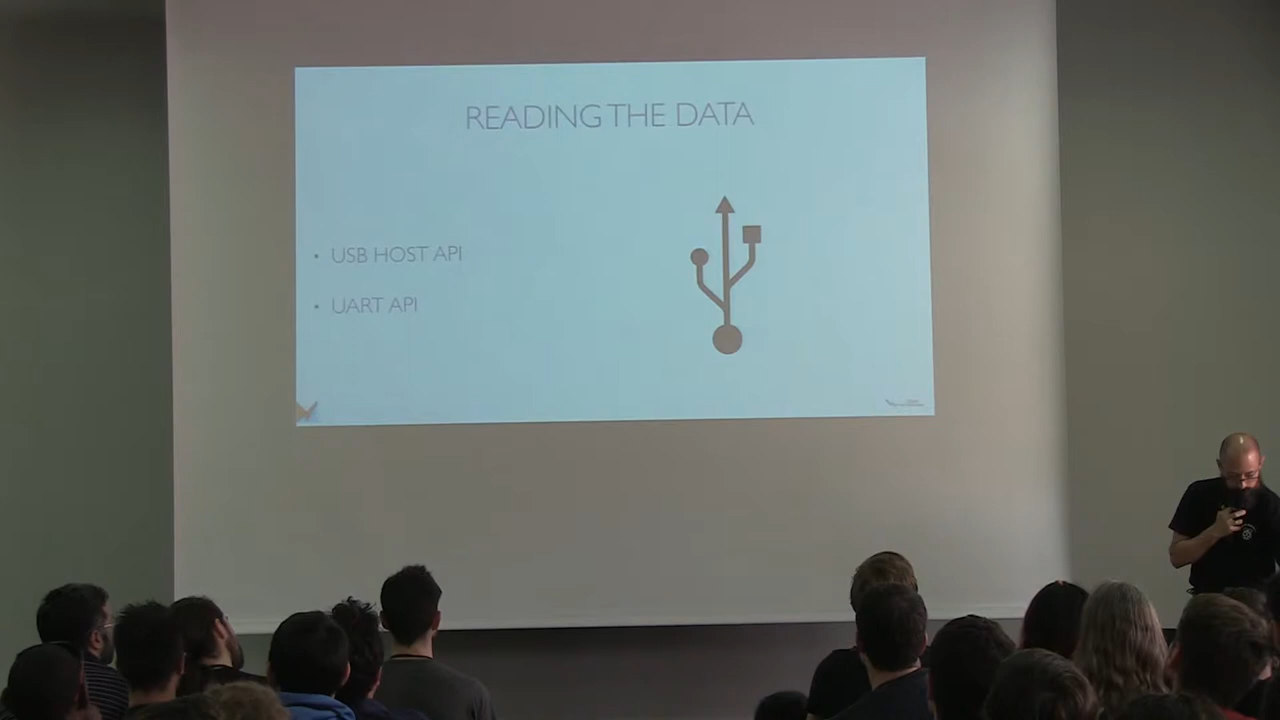 READING THE DATA
• USB HOST API
• UART API